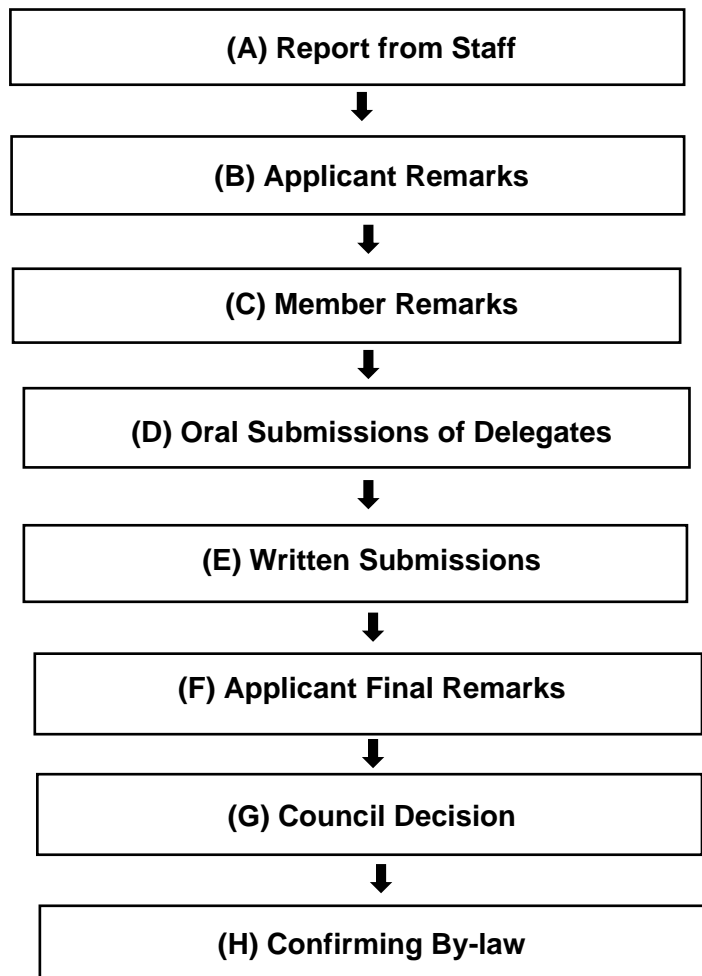 (A) Report from Staff
(B) Applicant Remarks
(C) Member Remarks
(D) Oral Submissions of Delegates
(E) Written Submissions
(F) Applicant Final Remarks
(G) Council Decision
(H) Confirming By-law